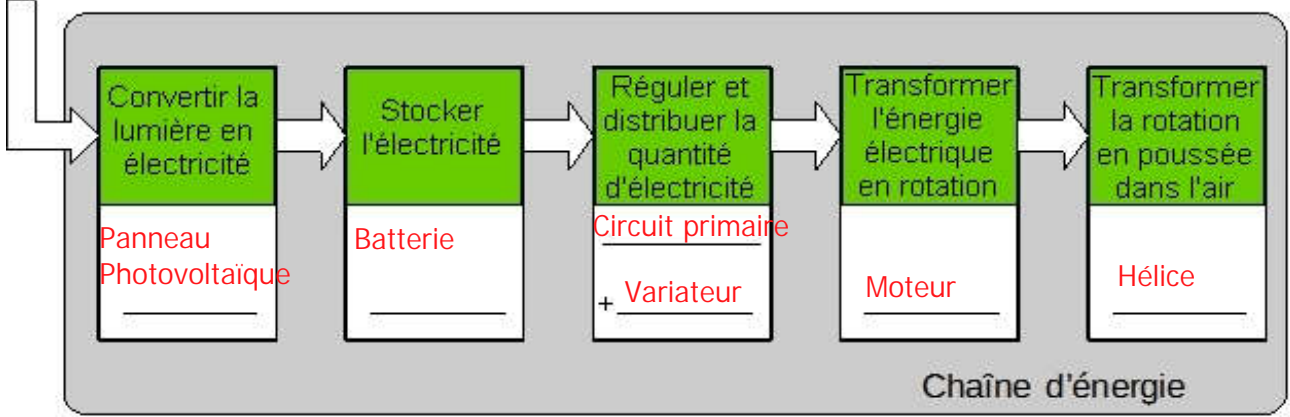 Convertir la
lumière en
électricité
Panneau
Photovoltaïque
Stocker
l'électricité
Batterie
Réguler et
distribuer la
quantité
d'électricité
Circuit primaire
+ Variateur
Transformer
l'énergie
électrique
en rotation
Moteur
Transformer
la rotation
en poussée
dans l'air
Hélice
Chaîne d'énergie